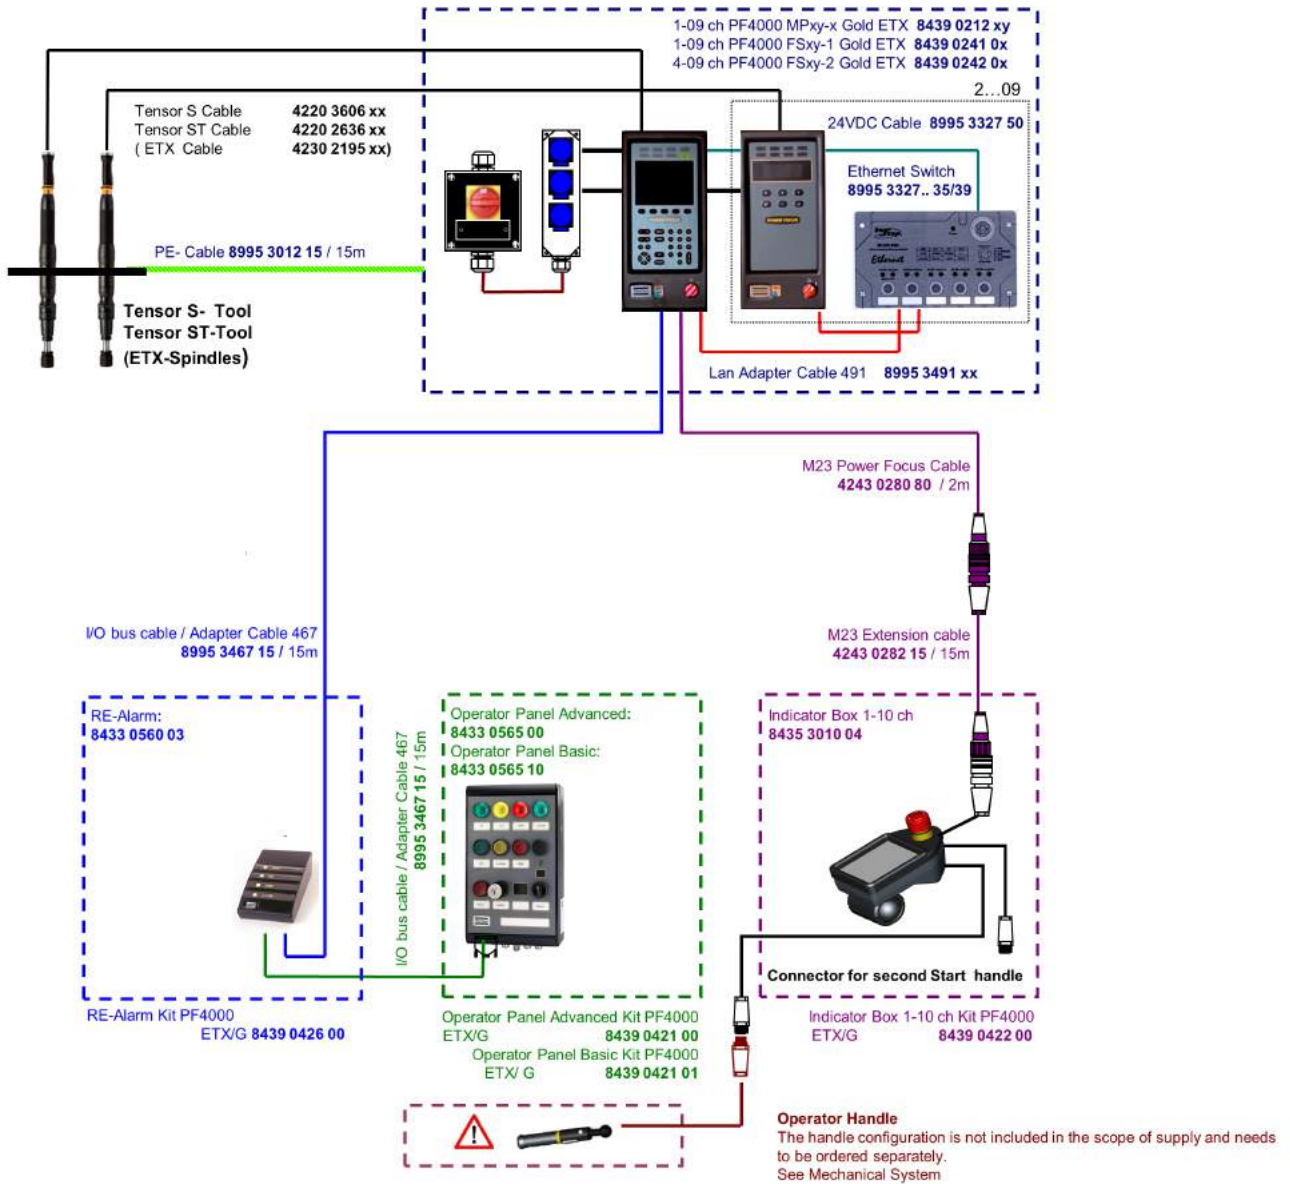 1-09 ch PF4000 MPxy-x Gold ETX 8439 0212 xy
1-09 ch PF4000 FSxy-1 Gold ETX 8439 0241 0x
4-09 ch PF4000 FSxy-2 Gold ETX 8439 0242 0x
2...09
Tensor S Cable 4220 3606 xx
Tensor ST Cable 4220 2636 xx
( ETX Cable 4230 2195 xx)
24VDC Cable 8995 3327 50
Ethernet Switch
8995 3327.. 35/39
Ethernet
POWER FOCUS
PE- Cable 8995 3012 15 / 15m
Tensor S- Tool
Tensor ST-Tool
(ETX-Spindles)
Lan Adapter Cable 491 8995 3491 xx
M23 Power Focus Cable
4243 0280 80 / 2m
I/O bus cable / Adapter Cable 467
8995 3467 15 / 15m
M23 Extension cable
4243 0282 15 / 15m
RE-Alarm:
8433 0560 03
I/O bus cable / Adapter Cable 467
8995 3467 15 / 15m
Operator Panel Advanced:
8433 0565 00
Operator Panel Basic:
8433 0565 10
Indicator Box 1-10 ch
8435 3010 04
Connector for second Start handle
RE-Alarm Kit PF4000
ETX/G 8439 0426 00
Operator Panel Advanced Kit PF4000
ETX/G 8439 0421 00
Operator Panel Basic Kit PF4000
ETX/ G 8439 0421 01
Indicator Box 1-10 ch Kit PF4000
ETX/G 8439 0422 00
Operator Handle
The handle configuration is not included in the scope of supply and needs
to be ordered separately.
See Mechanical System